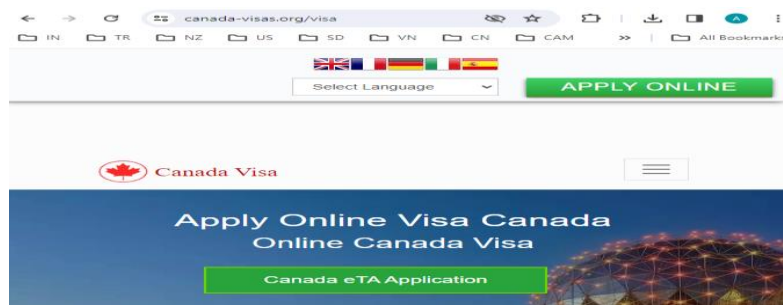 canada-visas.org/visa
IN TR NZ US SD VN CN CAM >> All Bookmarks
Select Language APPLY ONLINE
Canada Visa
Apply Online Visa Canada
Online Canada Visa
Canada eTA Application